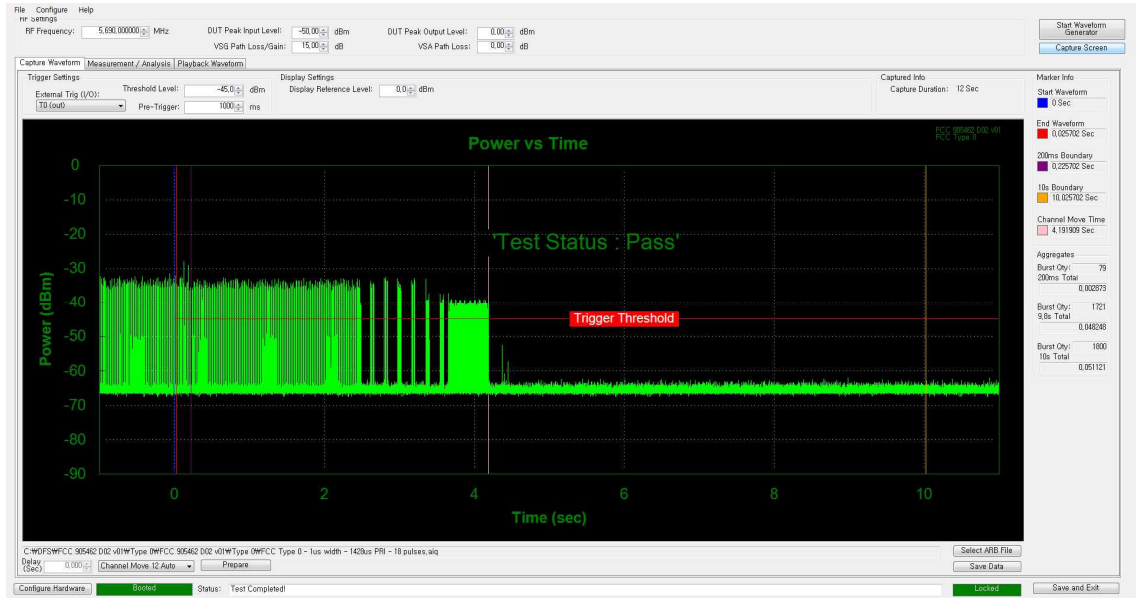 File Configure Help
RF Settings
RF Frequency: 5,690,000000 MHz DUT Peak Input Level: -50,00 dBm DUT Peak Output Level: 0,00 dBm
VSG Path Loss/Gain: 15,00 dB VSA Path Loss: 0,00 dB
Start Waveform
Generator
Capture Screen
Capture Waveform Measurement / Analysis Playback Waveform
Trigger Settings
External Trig (I/O): Threshold Level: -45,0 dBm
T0 (out) Pre-Trigger: 1000 ms
Display Settings
Display Reference Level: 0,0 dBm
Captured Info
Capture Duration: 12 Sec
Marker Info
Start Waveform
0 Sec
End Waveform
0,025702 Sec
200ms Boundary
0,225702 Sec
10s Boundary
10,025702 Sec
Channel Move Time
4,191909 Sec
Aggregates
Burst Qty: 79
200ms Total
0,002873
Burst Qty: 1721
9,8s Total
0,048248
Burst Qty: 1800
10s Total
0,051121
FCC 905462 D02 v01
FCC Type 0
Power vs Time
'Test Status : Pass'
Trigger Threshold
Power (dBm)
0
-10
-20
-30
-40
-50
-60
-70
-80
-90
0 2 4 6 8 10
Time (sec)
C:₩DFS₩FCC 905462 D02 v01₩Type 0₩FCC 905462 D02 v01₩Type 0₩FCC Type 0 - 1us width - 1428us PRI - 18 pulses,aiq
Select ARB File
Delay
(Sec) 0,000 Channel Move 12 Auto Prepare
Save Data
Configure Hardware Booted Status: Test Completed! Locked Save and Exit